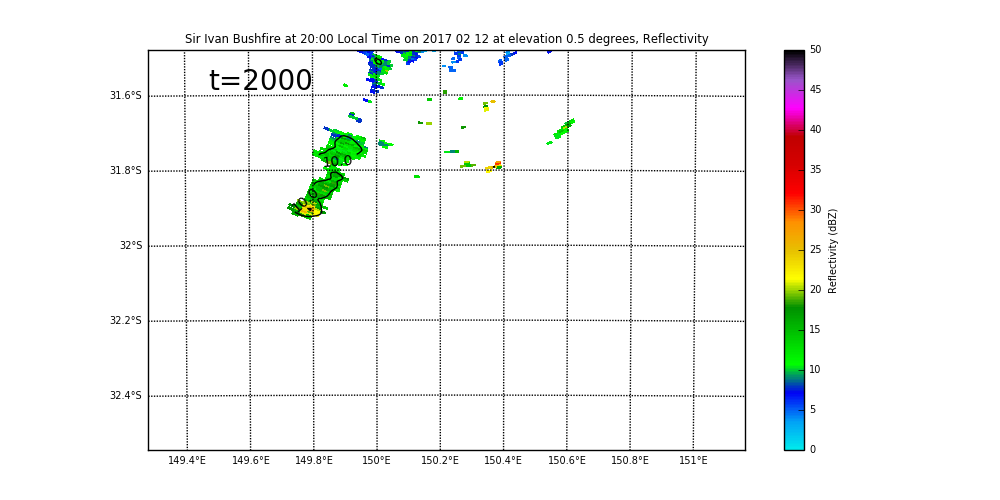 Sir Ivan Bushfire at 20:00 Local Time on 2017 02 12 at elevation 0.5 degrees, Reflectivity
t=2000
31.6°S
31.8°S
32°S
32.2°S
32.4°S
10.0
149.4°E 149.6°E 149.8°E 150°E 150.2°E 150.4°E 150.6°E 150.8°E 151°E
50
45
40
35
30
25
20
15
10
5
0
Reflectivity (dBZ)